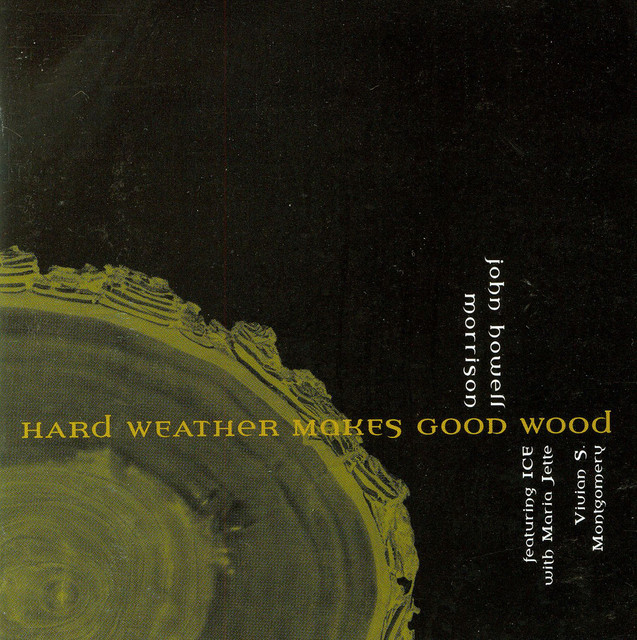 john howell
morrison
HARd WEATHER MAKES GOOD WOOD
featuring ICE
with Maria Jette
Vivian S.
Montgomery